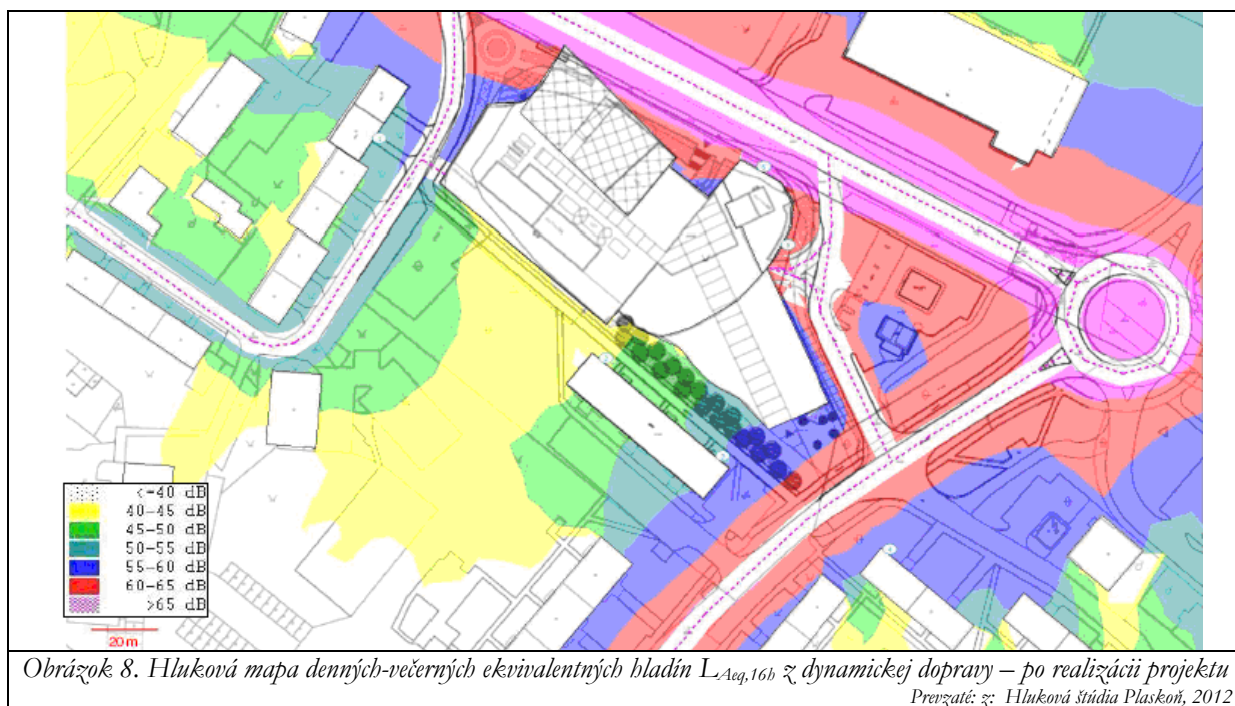 <-40 dB
40-45 dB
45-50 dB
50-55 dB
55-60 dB
60-65 dB
>65 dB
20 m
Obrázok 8. Hluková mapa denných-večerných ekvivalentných hladín LAeq,16h z dynamickej dopravy – po realizácii projektu
Prevzaté: z: Hluková štúdia Plaskoň, 2012